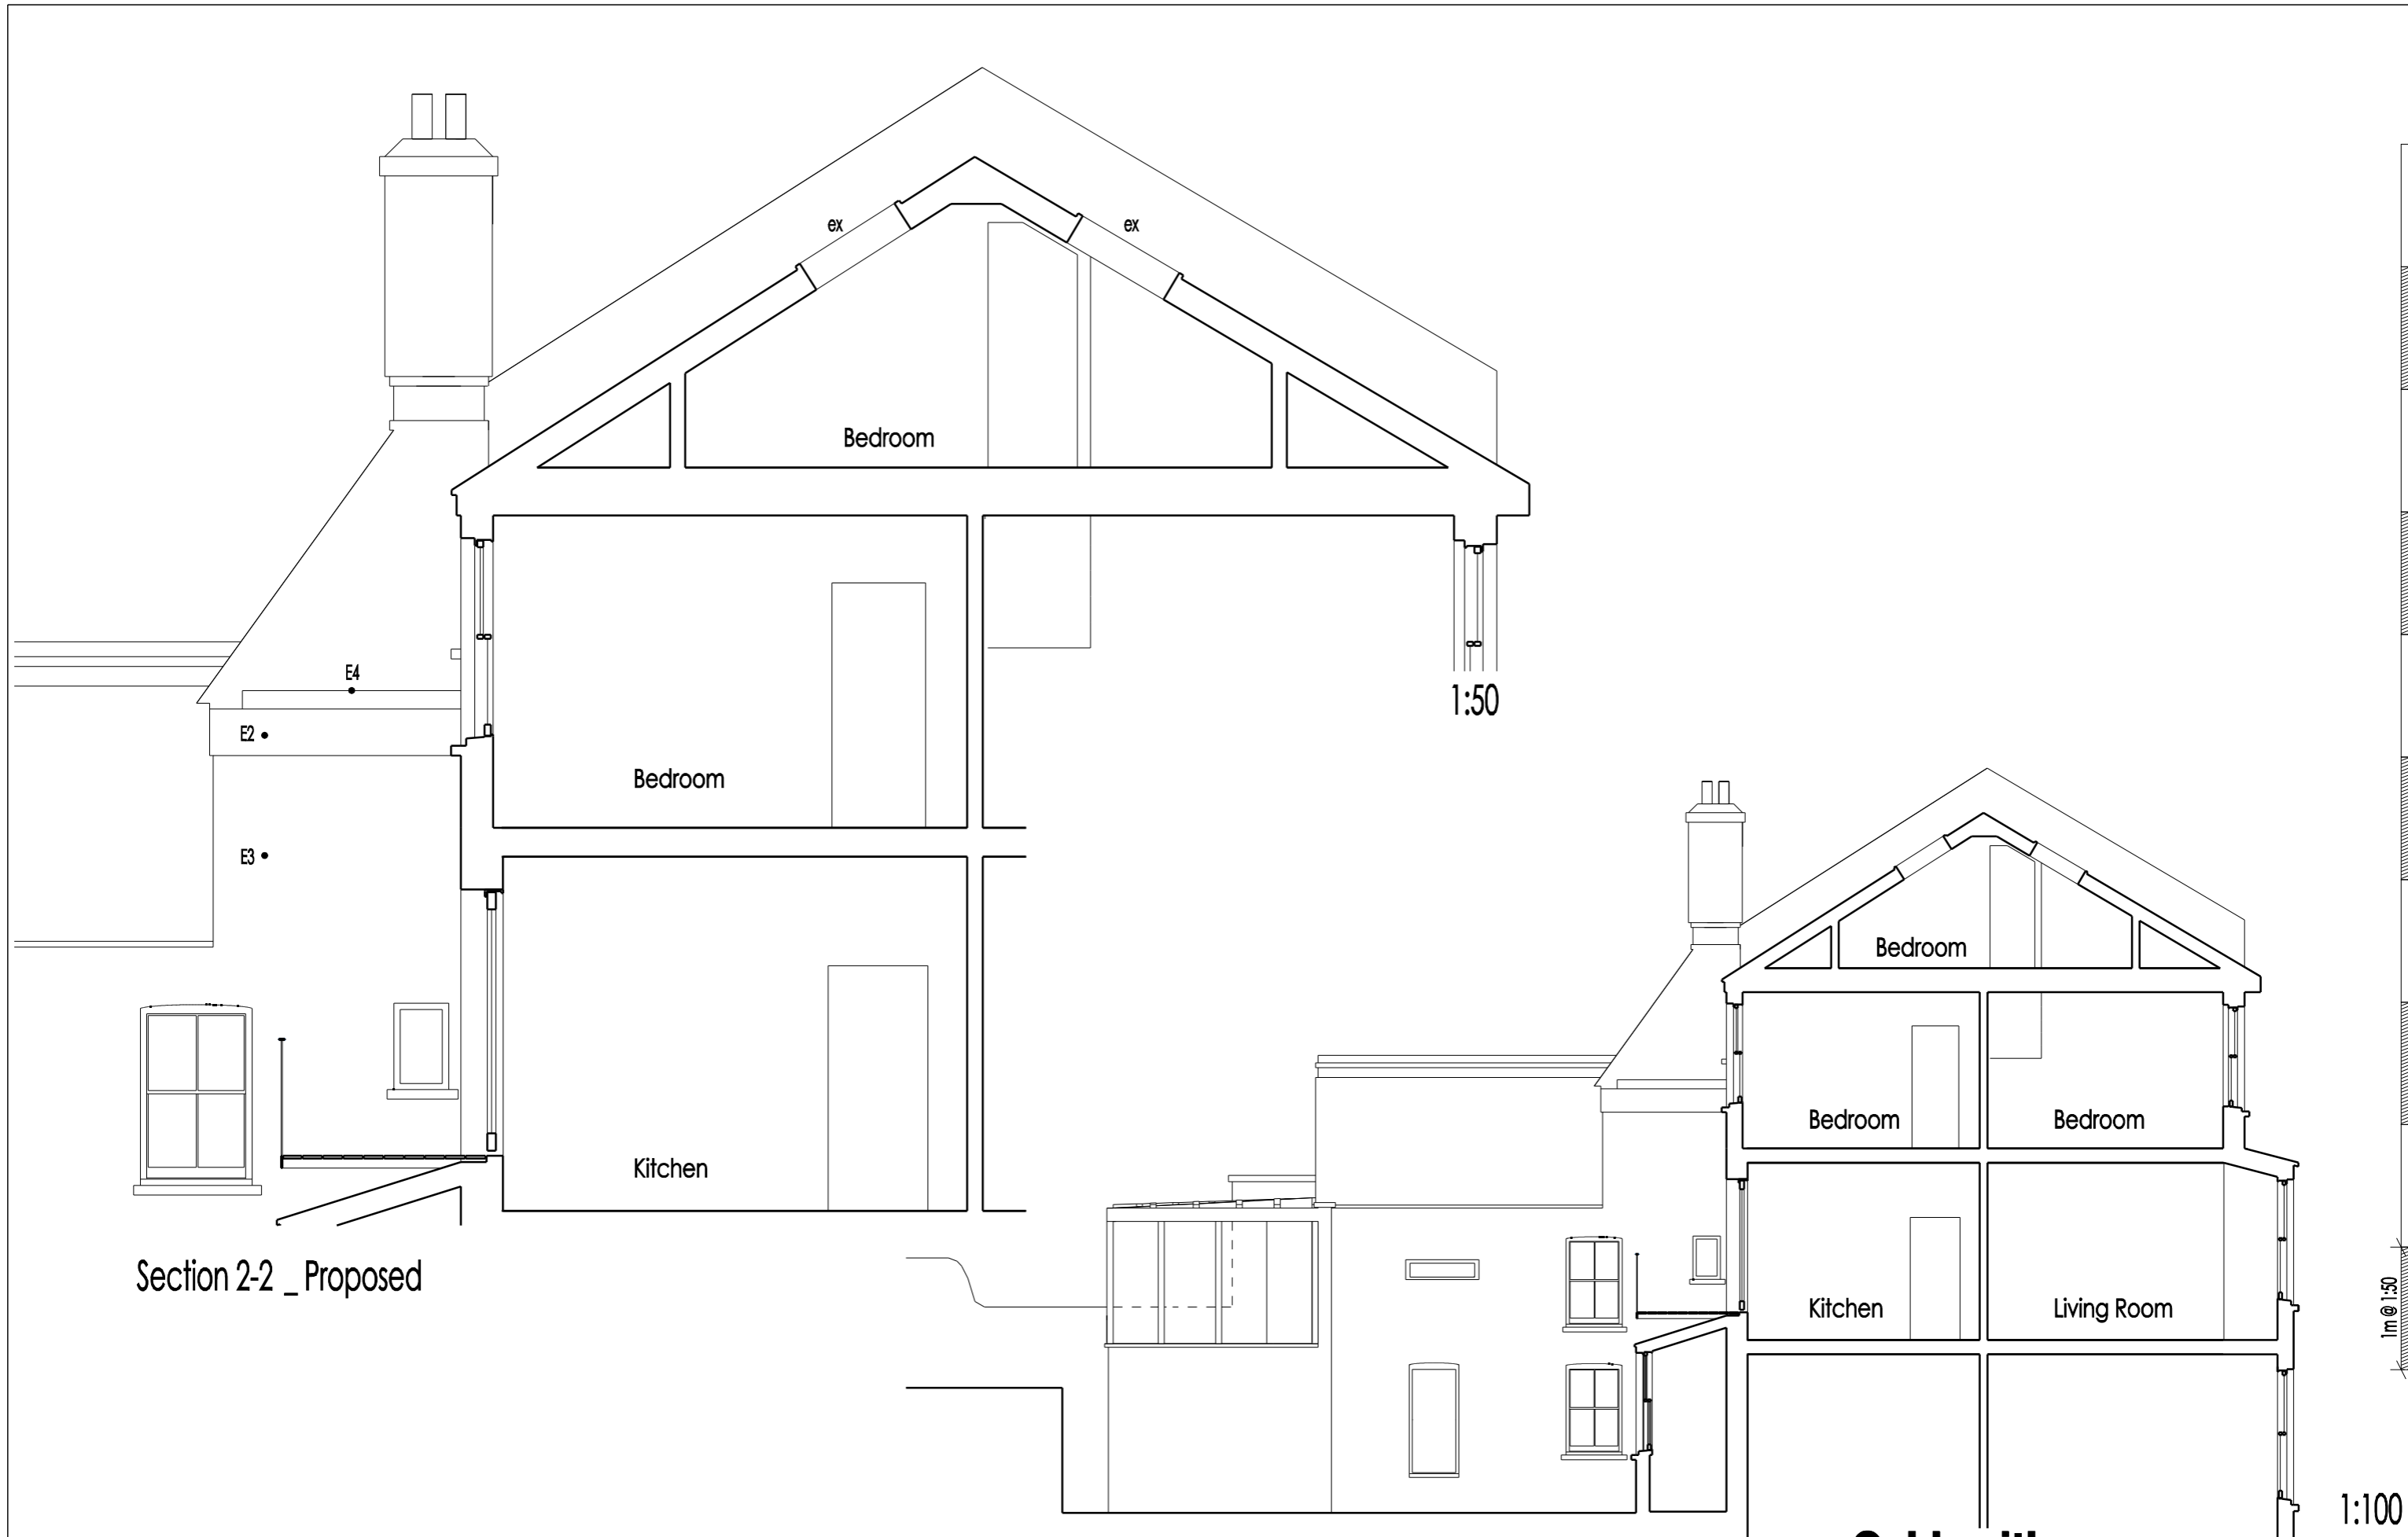 ex
ex
Bedroom
E4
1:50
E2
Bedroom
E3
Bedroom
Bedroom
Bedroom
Kitchen
Section 2-2 _ Proposed
Kitchen
Living Room
1m @ 1:50
1:100